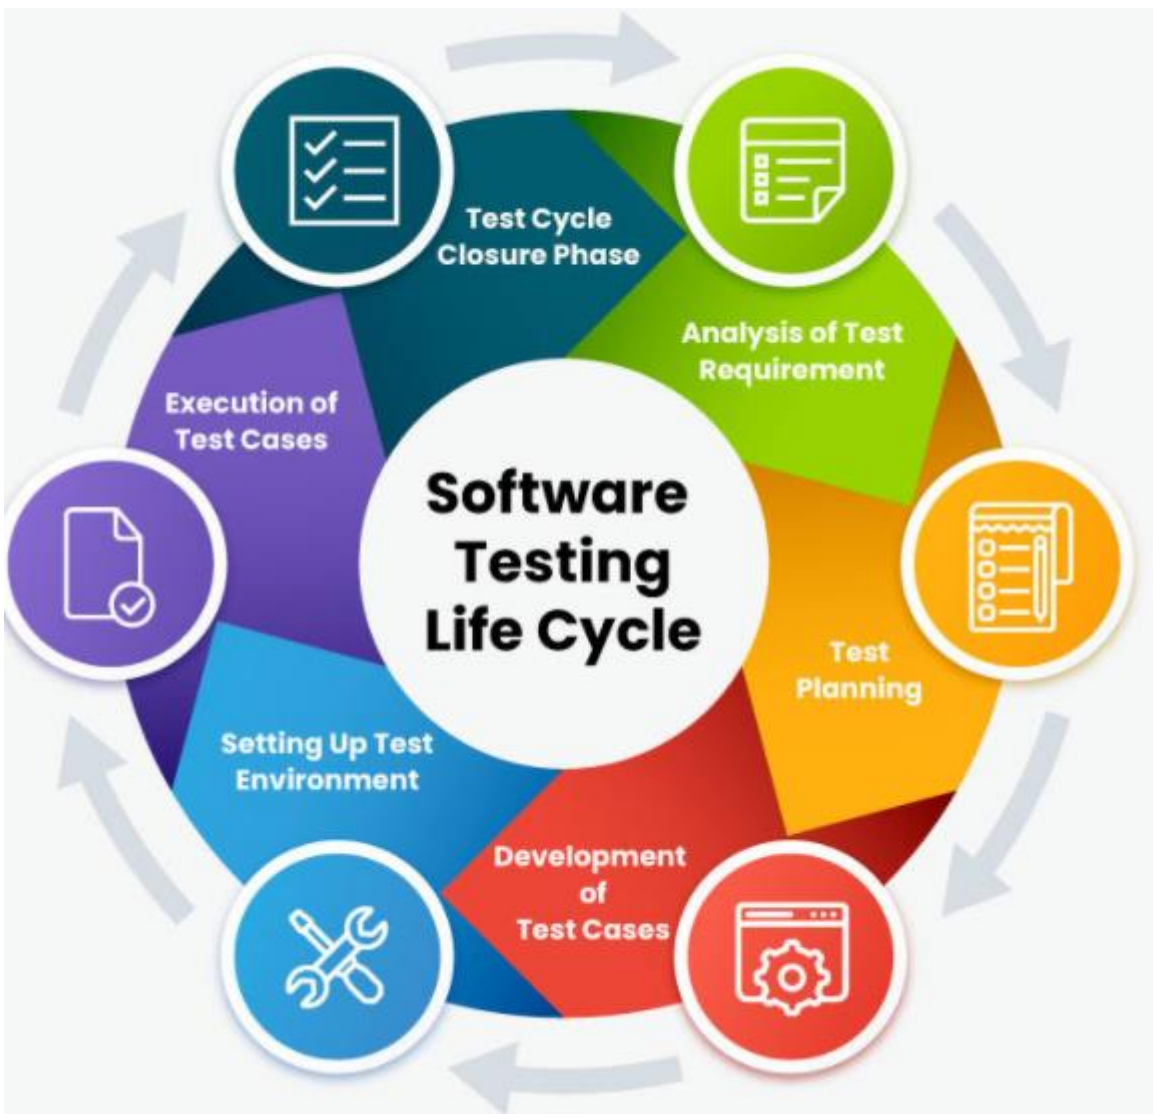 Test Cycle
Closure Phase
Analysis of Test
Requirement
Execution of
Test Cases
Software
Testing
Life Cycle
Test
Planning
Setting Up Test
Environment
Development
of
Test Cases